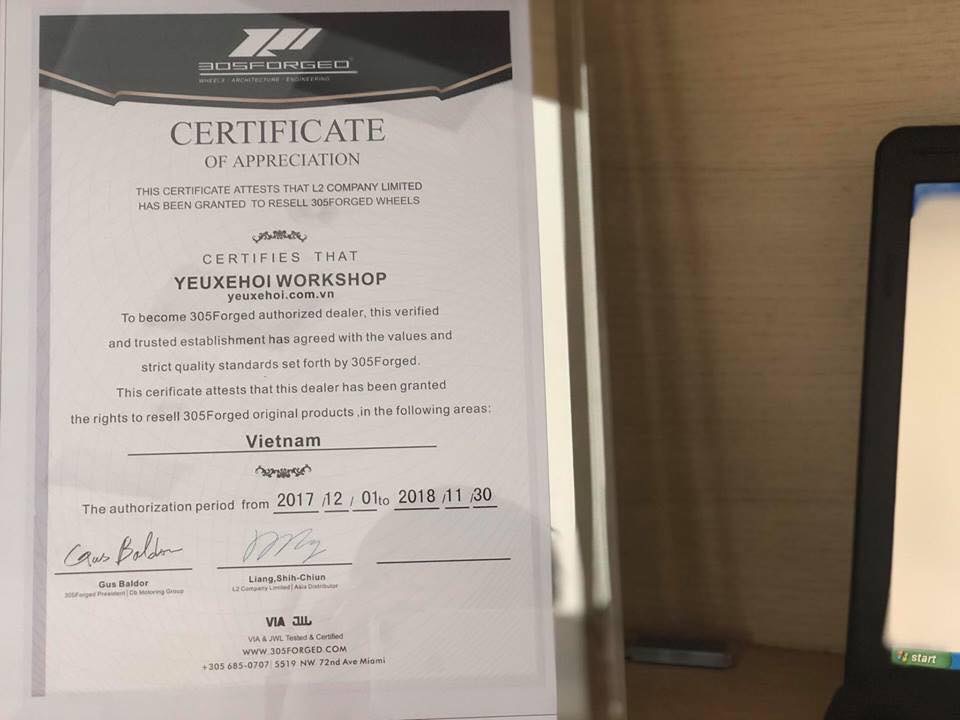 305FORGED
WHEELS · ARCHITECTURE · ENGINEERING
CERTIFICATE
OF APPRECIATION
THIS CERTIFICATE ATTESTS THAT L2 COMPANY LIMITED
HAS BEEN GRANTED TO RESELL 305FORGED WHEELS
CERTIFIES THAT
YEUXEHOI WORKSHOP
yeuxehoi.com.vn
To become 305Forged authorized dealer, this verified
and trusted establishment has agreed with the values and
strict quality standards set forth by 305Forged.
This cerificate attests that this dealer has been granted
the rights to resell 305Forged original products ,in the following areas:
Vietnam
The authorization period from 2017 /12 / 01to 2018 /11 /30
Gus Baldor
Gus Baldor
305Forged President | Db Motoring Group
Liang,Shih-Chiun
L2 Company Limited | Asia Distributor
VIA JWL
VIA & JWL Tested & Certified
WWW.305FORGED.COM
+305 685-0707 | 5519 NW 72nd Ave Miami
start